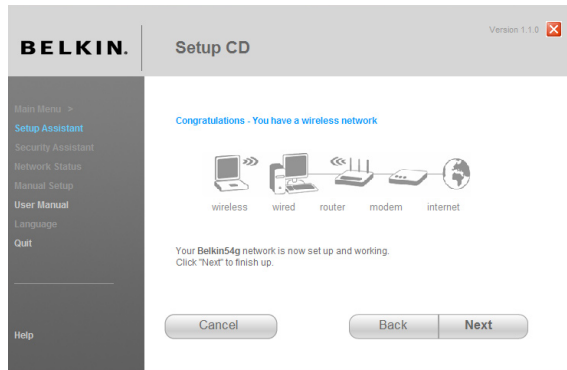 BELKIN.
Setup CD
Version 1.1.0
Main Menu >
Setup Assistant
Security Assistant
Network Status
Manual Setup
User Manual
Language
Quit
Help
Congratulations - You have a wireless network
wireless wired router modem internet
Your Belkin54g network is now set up and working.
Click "Next" to finish up.
Cancel
Back
Next